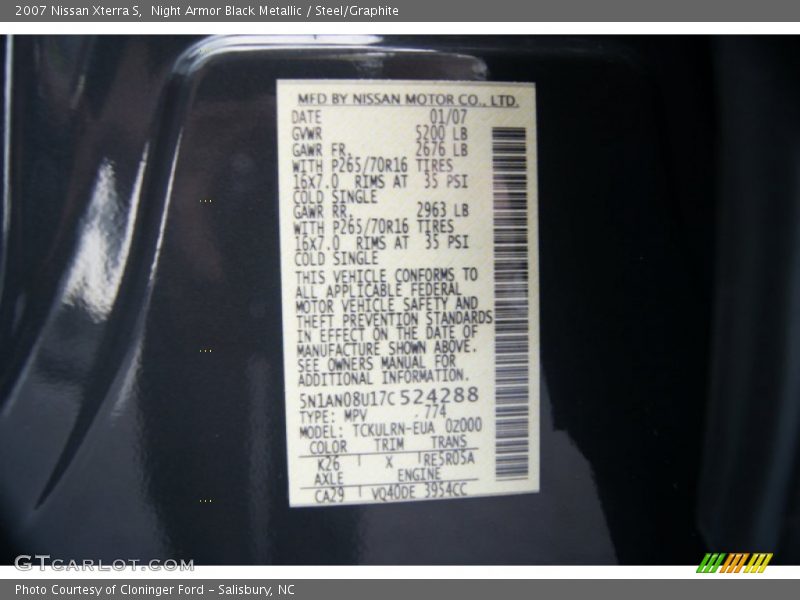 2007 Nissan Xterra S, Night Armor Black Metallic / Steel/Graphite
MFD BY NISSAN MOTOR CO., LTD.
DATE 01/07
GVWR 5200 LB
GAWR FR. 2676 LB
WITH P265/70R16 TIRES
16X7.0 RIMS AT 35 PSI
COLD SINGLE
GAWR RR. 2963 LB
WITH P265/70R16 TIRES
16X7.0 RIMS AT 35 PSI
COLD SINGLE
THIS VEHICLE CONFORMS TO
ALL APPLICABLE FEDERAL
MOTOR VEHICLE SAFETY AND
THEFT PREVENTION STANDARDS
IN EFFECT ON THE DATE OF
MANUFACTURE SHOWN ABOVE.
SEE OWNERS MANUAL FOR
ADDITIONAL INFORMATION.
5N1AN08U17C524288
TYPE: MPV 774
MODEL: TCKULRN-EUA 02000
COLOR TRIM TRANS
K26 X RE5R05A
AXLE ENGINE
CA29 VQ40DE 3954CC
GTCARLOT.COM
Photo Courtesy of Cloninger Ford - Salisbury, NC